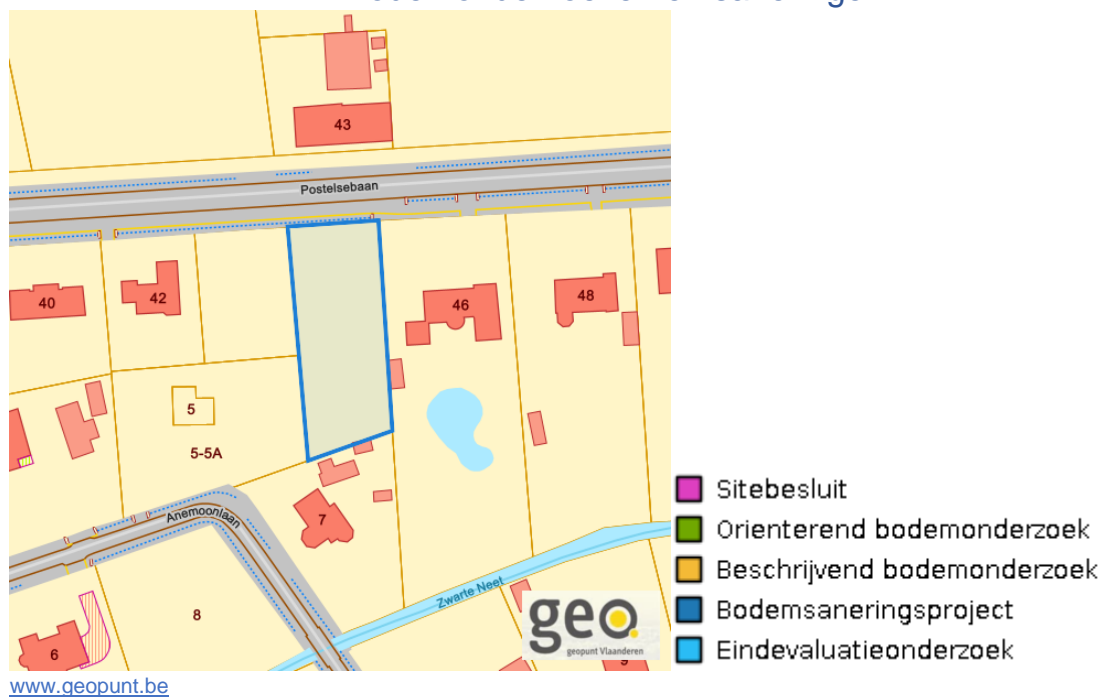 43
Postelsebaan
40
42
46
48
5
5-5A
Anemoonlaan
7
Zwarte Neet
8
6
9
geo
geopunt Vlaanderen
Sitebesluit
Orienterend bodemonderzoek
Beschrijvend bodemonderzoek
Bodemsaneringsproject
Eindevaluatieonderzoek
www.geopunt.be